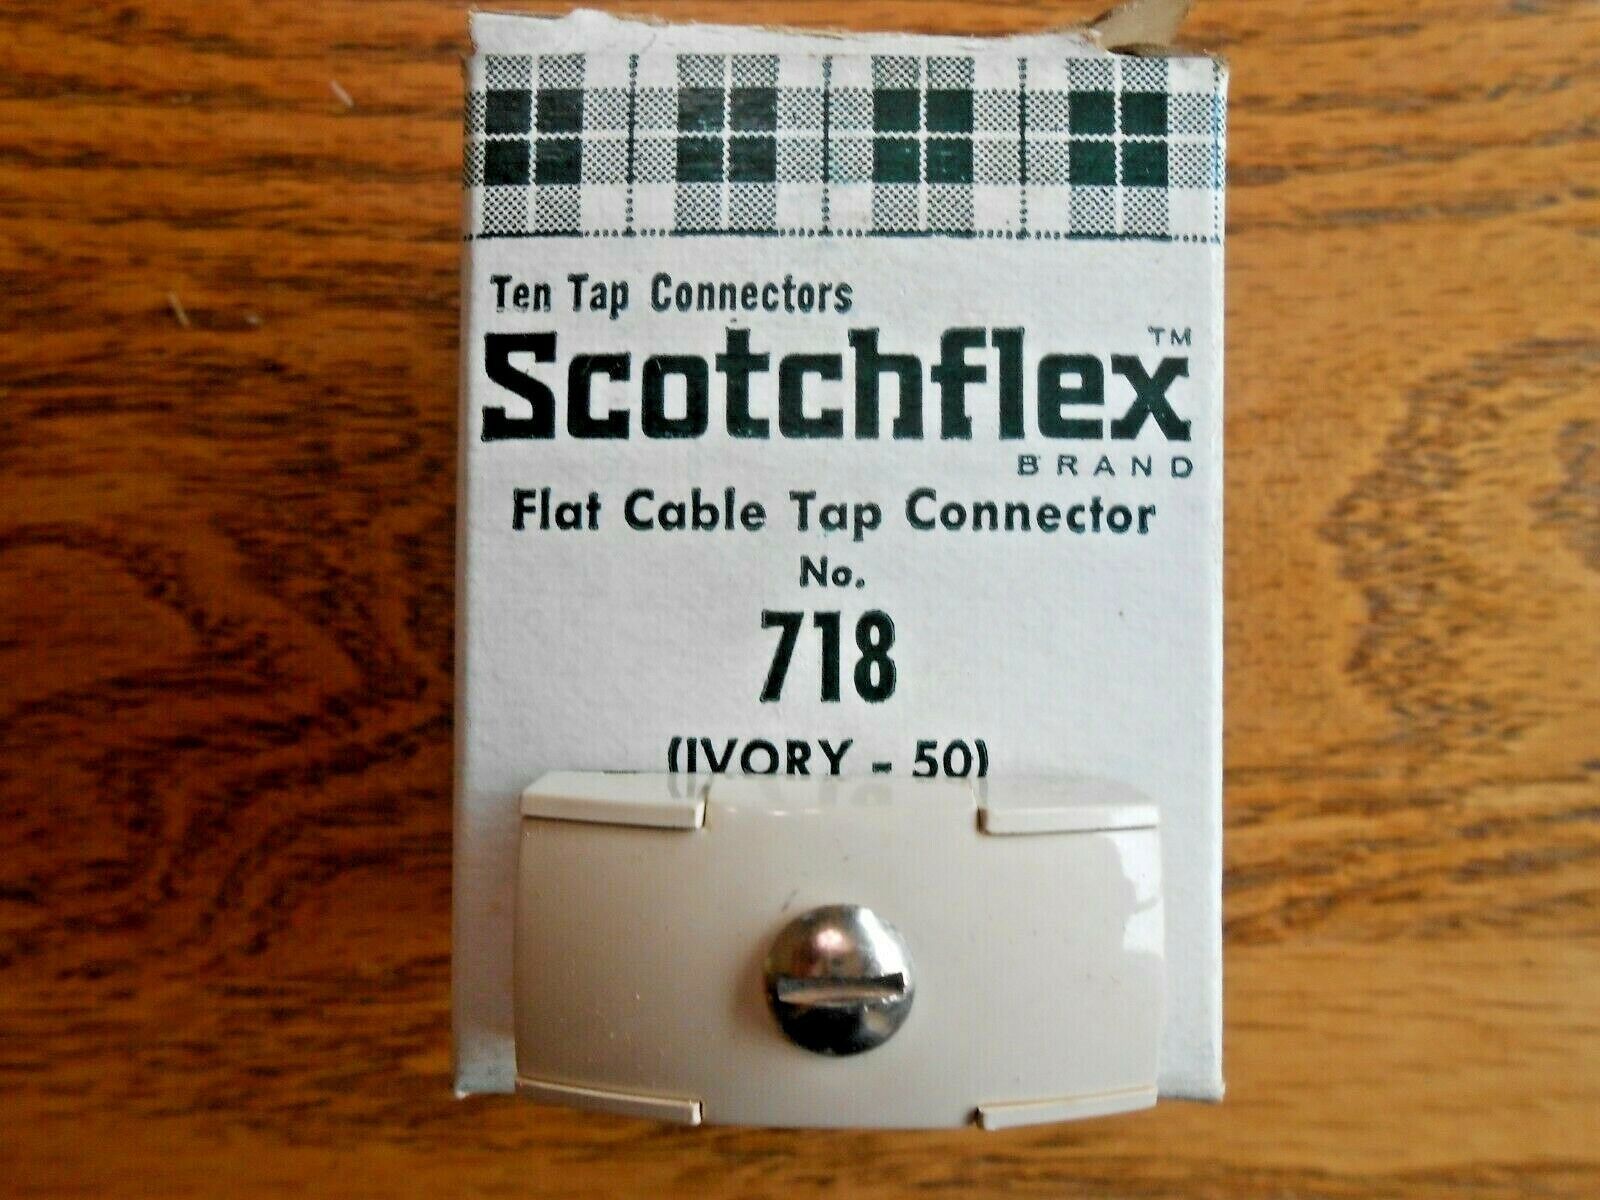 Ten Tap Connectors
Scotchflex™
BRAND
Flat Cable Tap Connector
No.
718
(IVORY - 50)